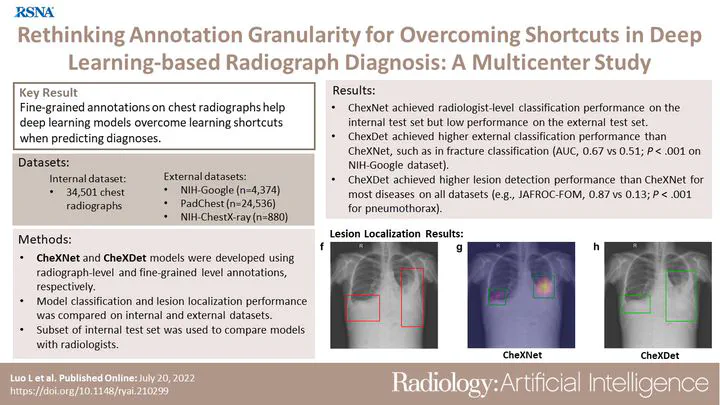 RSNA
Rethinking Annotation Granularity for Overcoming Shortcuts in Deep
Learning-based Radiograph Diagnosis: A Multicenter Study
Key Result
Fine-grained annotations on chest radiographs help
deep learning models overcome learning shortcuts
when predicting diagnoses.
Datasets:
Internal dataset:
• 34,501 chest
radiographs
External datasets:
• NIH-Google (n=4,374)
• PadChest (n=24,536)
• NIH-ChestX-ray (n=880)
Methods:
• CheXNet and CheXDet models were developed using
radiograph-level and fine-grained level annotations,
respectively.
• Model classification and lesion localization performance
was compared on internal and external datasets.
• Subset of internal test set was used to compare models
with radiologists.
Results:
• ChexNet achieved radiologist-level classification performance on the
internal test set but low performance on the external test set.
• ChexDet achieved higher external classification performance than
CheXNet, such as in fracture classification (AUC, 0.67 vs 0.51; P < .001 on
NIH-Google dataset).
• CheXDet achieved higher lesion detection performance than CheXNet for
most diseases on all datasets (e.g., JAFROC-FOM, 0.87 vs 0.13; P < .001
for pneumothorax).
Lesion Localization Results:
f
R
g
R
h
R
CheXNet
CheXDet
Luo L et al. Published Online: July 20, 2022
https://doi.org/10.1148/ryai.210299
Radiology: Artificial Intelligence